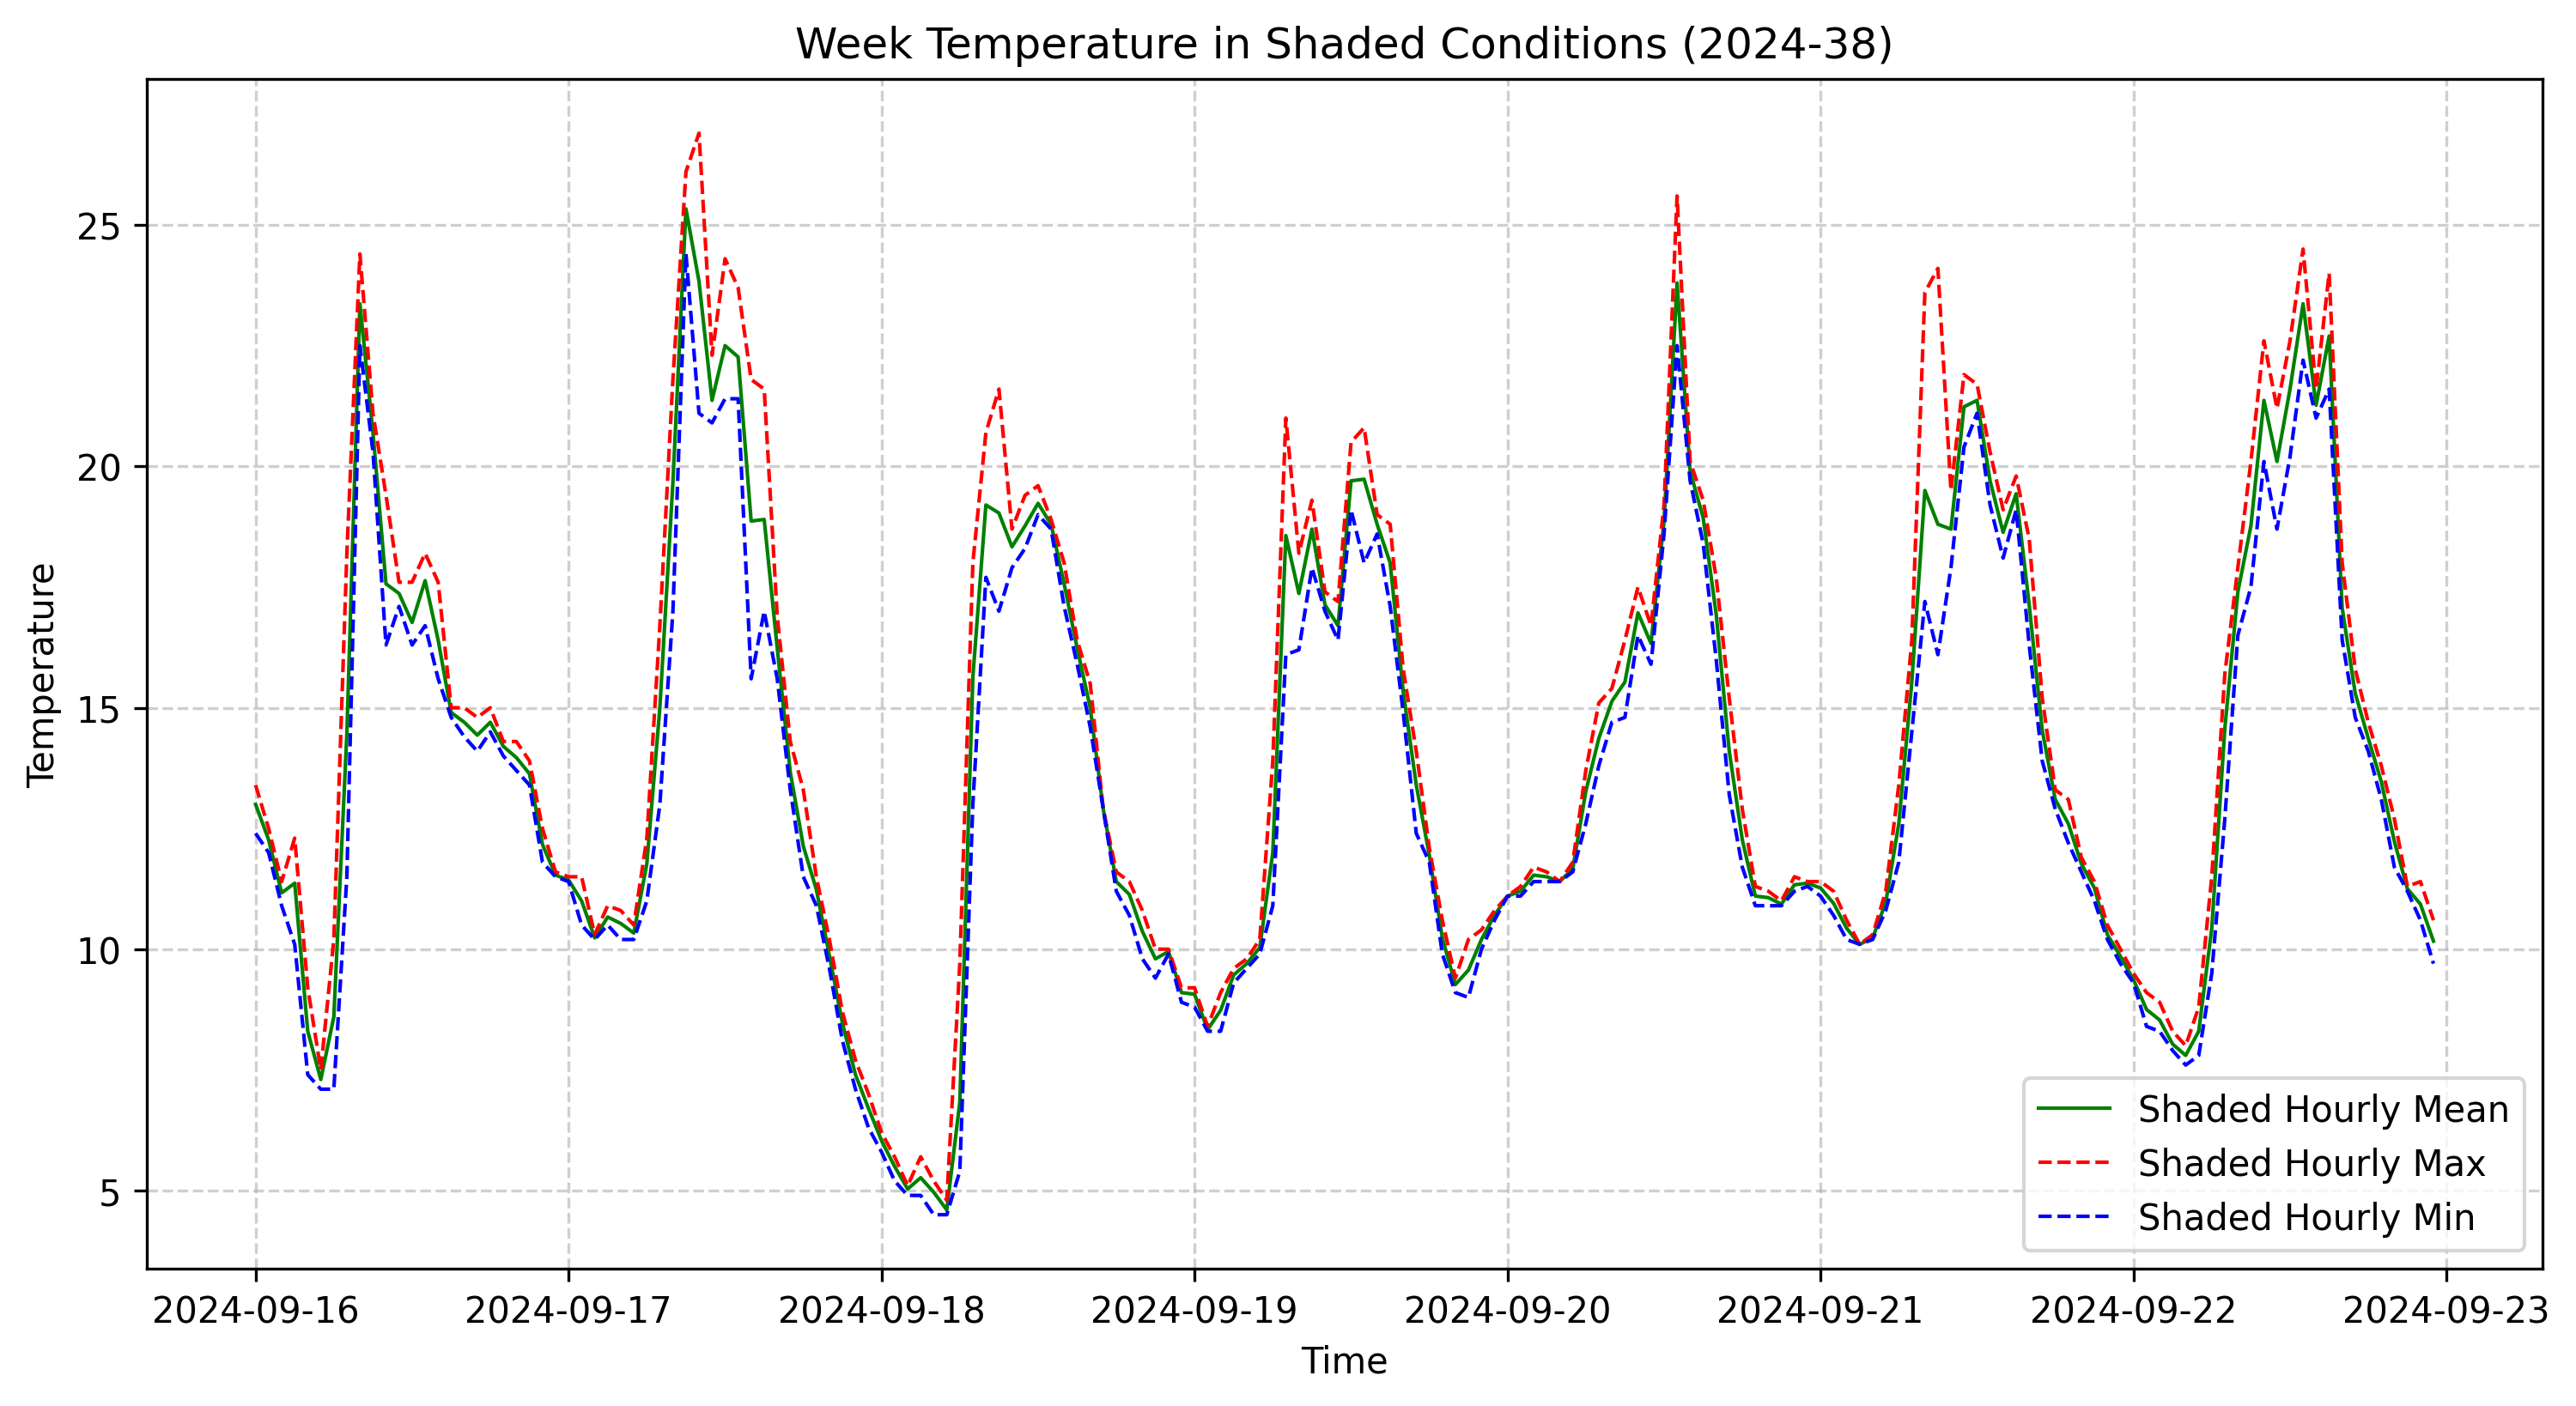 Week Temperature in Shaded Conditions (2024-38)
Temperature
25
20
15
10
5
Shaded Hourly Mean
Shaded Hourly Max
Shaded Hourly Min
2024-09-16 2024-09-17 2024-09-18 2024-09-19 2024-09-20 2024-09-21 2024-09-22 2024-09-23
Time